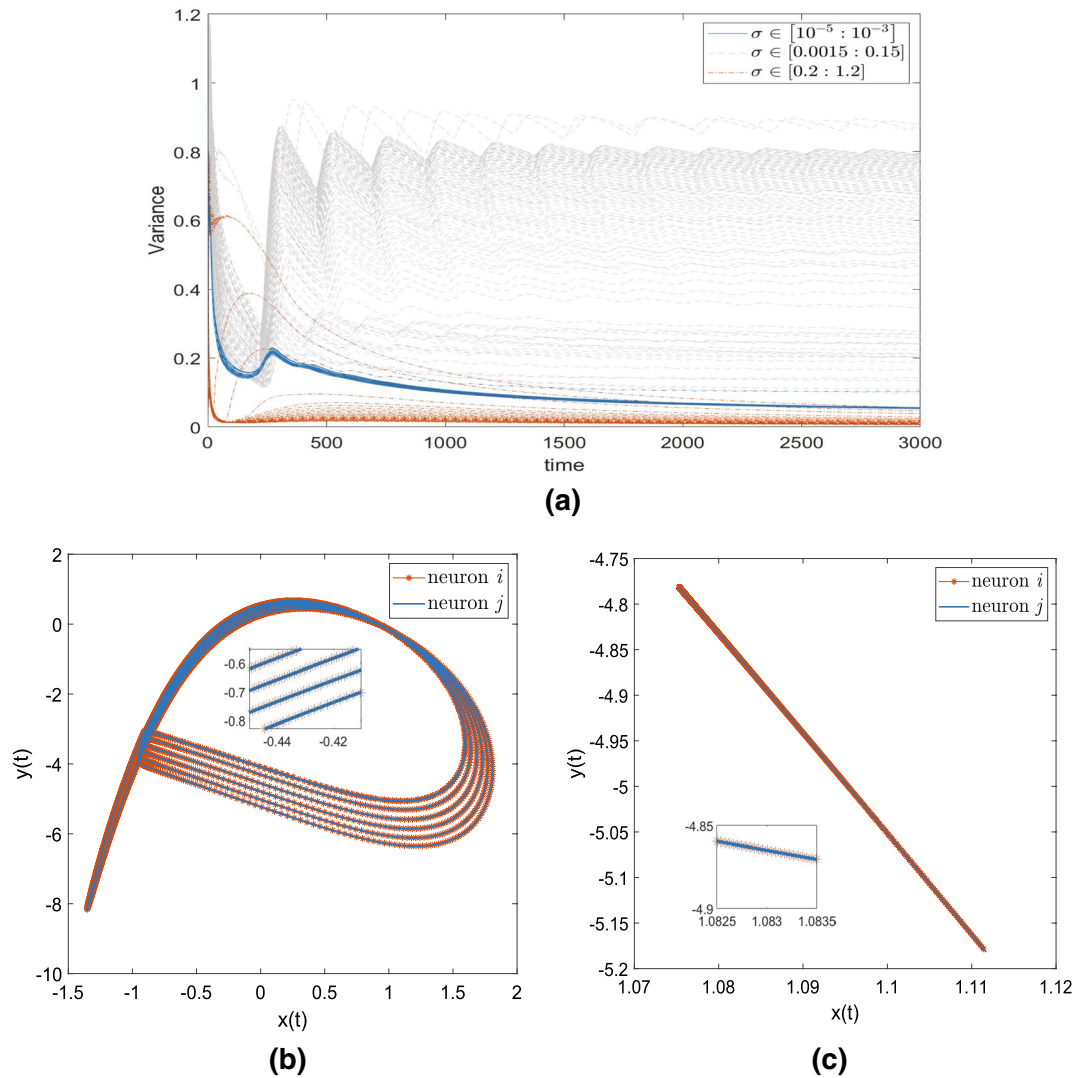 1.2
1
0.8
0.6
0.4
0.2
0
Variance
σ ∈ [10⁻⁵ : 10⁻³]
σ ∈ [0.0015 : 0.15]
σ ∈ [0.2 : 1.2]
0 500 1000 1500 2000 2500 3000
time
(a)
2
0
-2
-4
-6
-8
-10
y(t)
neuron i
neuron j
-0.6
-0.7
-0.8
-0.44 -0.42
-1.5 -1 -0.5 0 0.5 1 1.5 2
x(t)
(b)
-4.75
-4.8
-4.85
-4.9
-4.95
-5
-5.05
-5.1
-5.15
-5.2
y(t)
neuron i
neuron j
-4.85
-4.9
1.0825 1.083 1.0835
1.07 1.08 1.09 1.1 1.11 1.12
x(t)
(c)